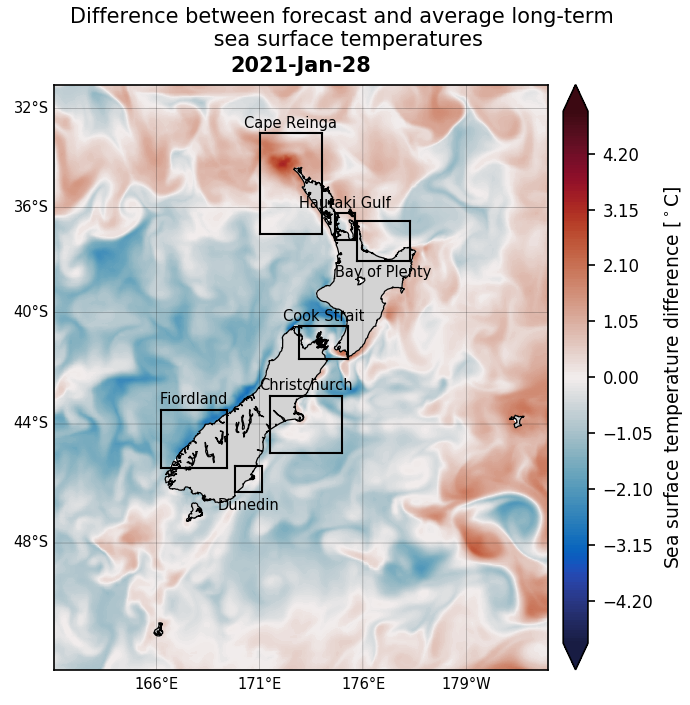 Difference between forecast and average long-term
sea surface temperatures
2021-Jan-28
32°S
36°S
40°S
44°S
48°S
Cape Reinga
Hauraki Gulf
Bay of Plenty
Cook Strait
Christchurch
Fiordland
Dunedin
166°E
171°E
176°E
179°W
4.20
3.15
2.10
1.05
0.00
−1.05
−2.10
−3.15
−4.20
Sea surface temperature difference [ ° C]